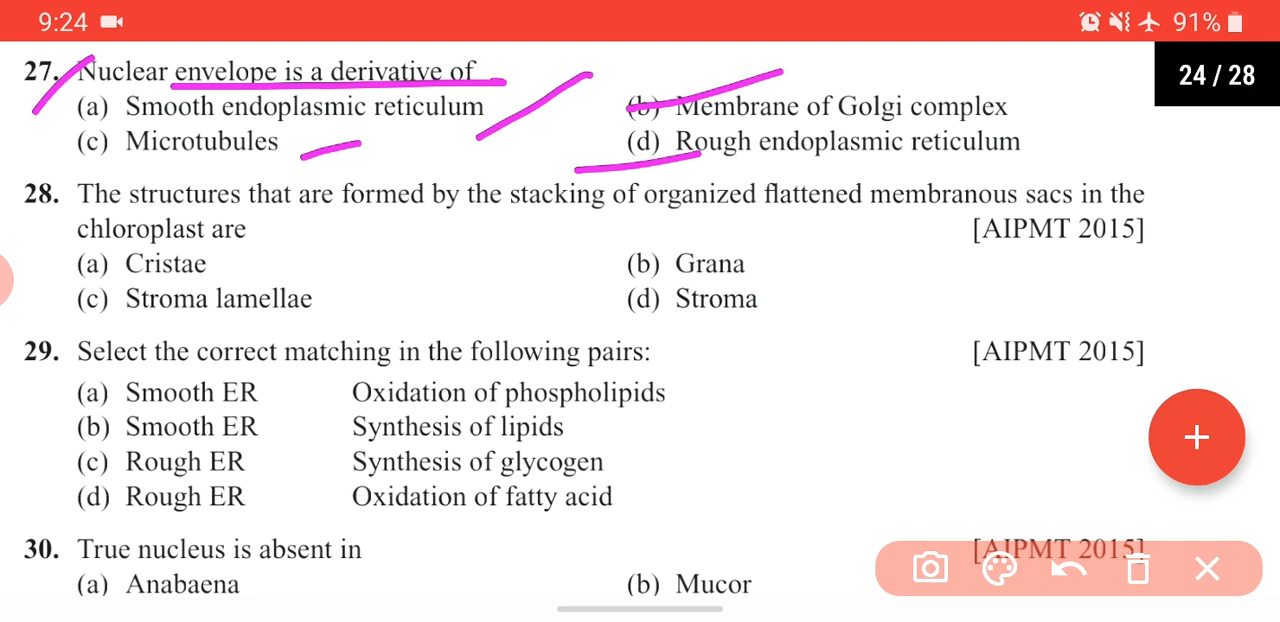 9:24 91%
24 / 28
27. Nuclear envelope is a derivative of
(a) Smooth endoplasmic reticulum (b) Membrane of Golgi complex
(c) Microtubules (d) Rough endoplasmic reticulum
28. The structures that are formed by the stacking of organized flattened membranous sacs in the
chloroplast are [AIPMT 2015]
(a) Cristae (b) Grana
(c) Stroma lamellae (d) Stroma
29. Select the correct matching in the following pairs: [AIPMT 2015]
(a) Smooth ER Oxidation of phospholipids
(b) Smooth ER Synthesis of lipids
(c) Rough ER Synthesis of glycogen
(d) Rough ER Oxidation of fatty acid
30. True nucleus is absent in [AIPMT 2015]
(a) Anabaena (b) Mucor